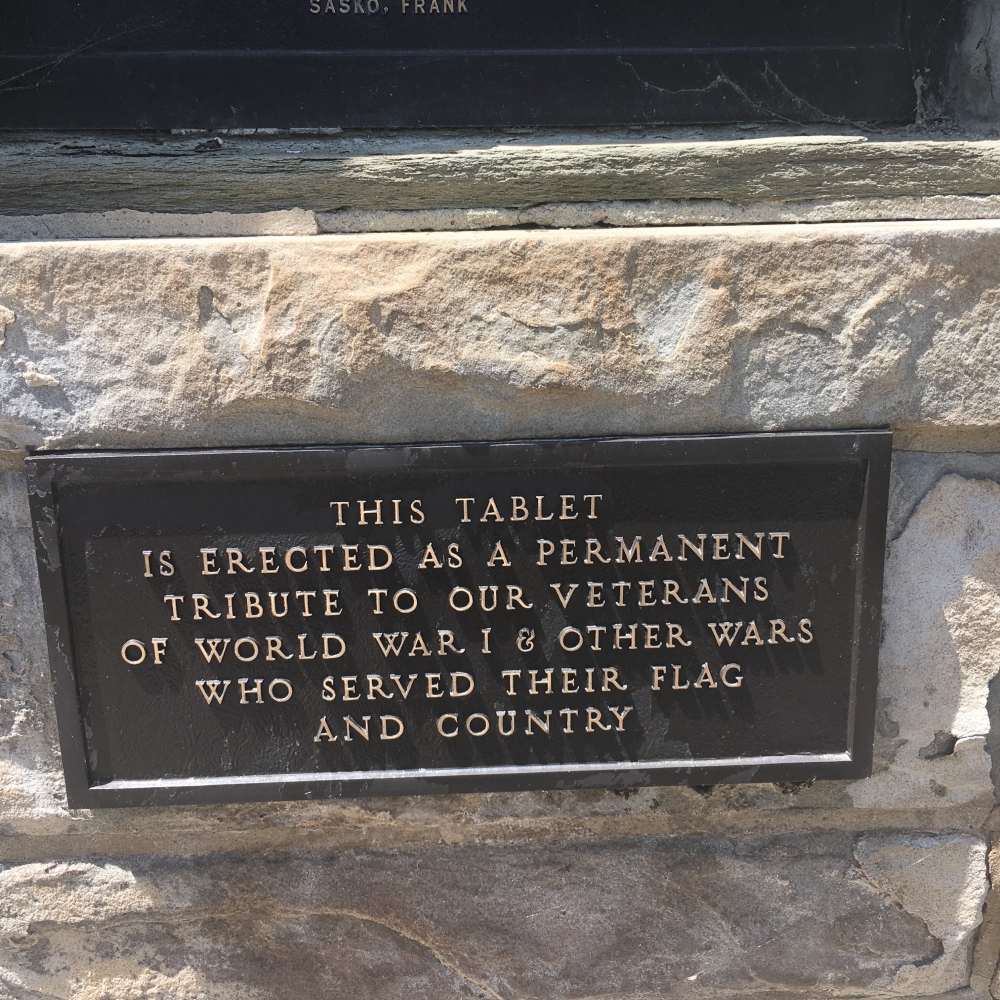 SASKO, FRANK
THIS TABLET
IS ERECTED AS A PERMANENT
TRIBUTE TO OUR VETERANS
OF WORLD WAR I & OTHER WARS
WHO SERVED THEIR FLAG
AND COUNTRY